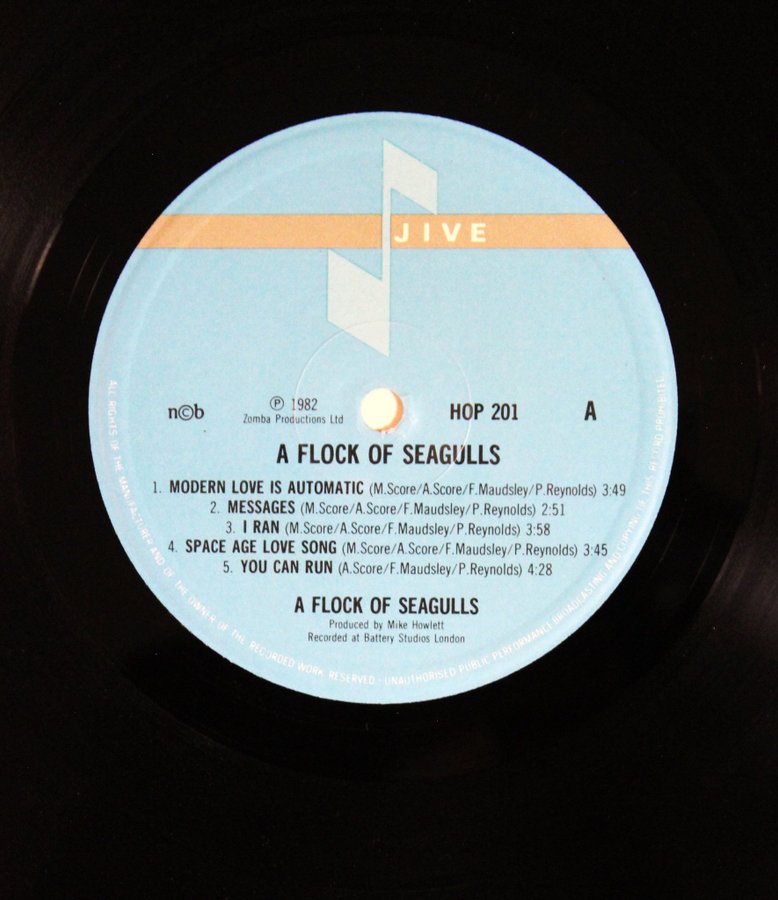 JIVE
n©b
℗ 1982
Zomba Productions Ltd
HOP 201
A
A FLOCK OF SEAGULLS
1. MODERN LOVE IS AUTOMATIC (M.Score/A.Score/F.Maudsley/P.Reynolds) 3:49
2. MESSAGES (M.Score/A.Score/F.Maudsley/P.Reynolds) 2:51
3. I RAN (M.Score/A.Score/F.Maudsley/P.Reynolds) 3:58
4. SPACE AGE LOVE SONG (M.Score/A.Score/F.Maudsley/P.Reynolds) 3:45
5. YOU CAN RUN (A.Score/F.Maudsley/P.Reynolds) 4:28
A FLOCK OF SEAGULLS
Produced by Mike Howlett
Recorded at Battery Studios London
ALL RIGHTS OF THE MANUFACTURER AND OF THE OWNER OF THE RECORDED WORK RESERVED - UNAUTHORISED PUBLIC PERFORMANCE, BROADCASTING AND COPYING OF THIS RECORD PROHIBITED